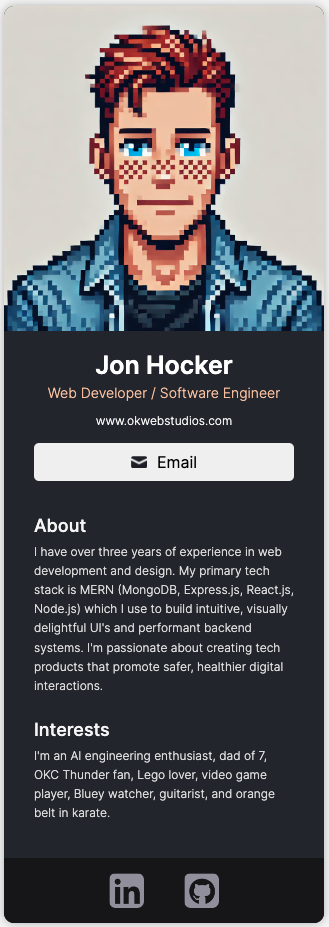 Jon Hocker
Web Developer / Software Engineer
www.okwebstudios.com
Email
About
I have over three years of experience in web
development and design. My primary tech
stack is MERN (MongoDB, Express.js, React.js,
Node.js) which I use to build intuitive, visually
delightful UI's and performant backend
systems. I'm passionate about creating tech
products that promote safer, healthier digital
interactions.
Interests
I'm an AI engineering enthusiast, dad of 7,
OKC Thunder fan, Lego lover, video game
player, Bluey watcher, guitarist, and orange
belt in karate.
in